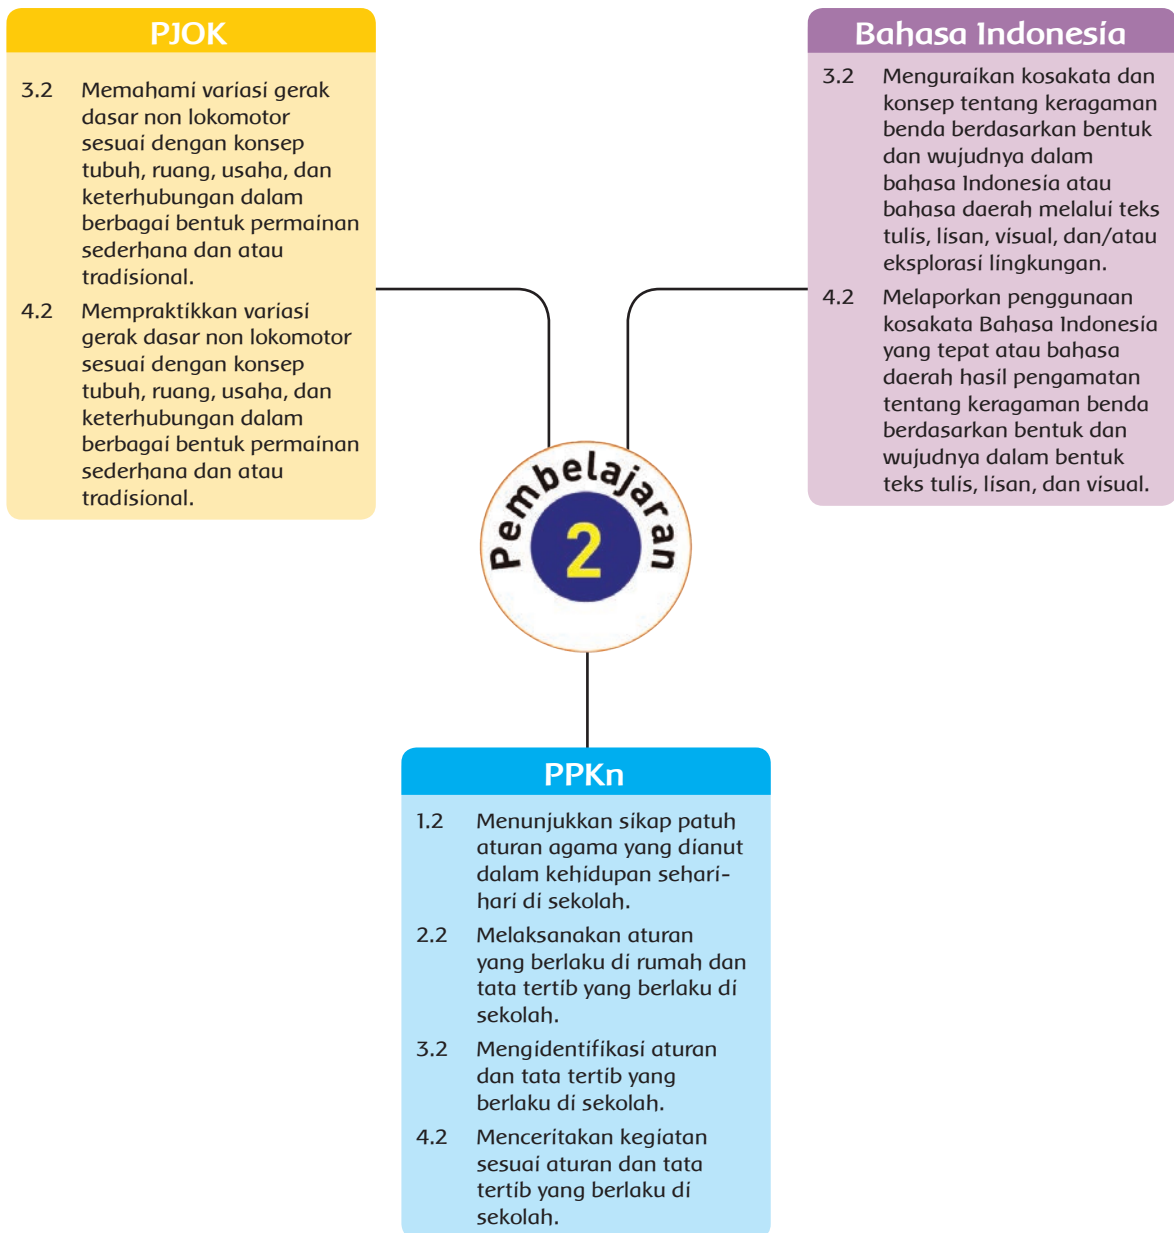 PJOK
3.2 Memahami variasi gerak
dasar non lokomotor
sesuai dengan konsep
tubuh, ruang, usaha, dan
keterhubungan dalam
berbagai bentuk permainan
sederhana dan atau
tradisional.
4.2 Mempraktikkan variasi
gerak dasar non lokomotor
sesuai dengan konsep
tubuh, ruang, usaha, dan
keterhubungan dalam
berbagai bentuk permainan
sederhana dan atau
tradisional.
Bahasa Indonesia
3.2 Menguraikan kosakata dan
konsep tentang keragaman
benda berdasarkan bentuk
dan wujudnya dalam
bahasa Indonesia atau
bahasa daerah melalui teks
tulis, lisan, visual, dan/atau
eksplorasi lingkungan.
4.2 Melaporkan penggunaan
kosakata Bahasa Indonesia
yang tepat atau bahasa
daerah hasil pengamatan
tentang keragaman benda
berdasarkan bentuk dan
wujudnya dalam bentuk
teks tulis, lisan, dan visual.
Pembelajaran
2
PPKn
1.2 Menunjukkan sikap patuh
aturan agama yang dianut
dalam kehidupan sehari-
hari di sekolah.
2.2 Melaksanakan aturan
yang berlaku di rumah dan
tata tertib yang berlaku di
sekolah.
3.2 Mengidentifikasi aturan
dan tata tertib yang
berlaku di sekolah.
4.2 Menceritakan kegiatan
sesuai aturan dan tata
tertib yang berlaku di
sekolah.